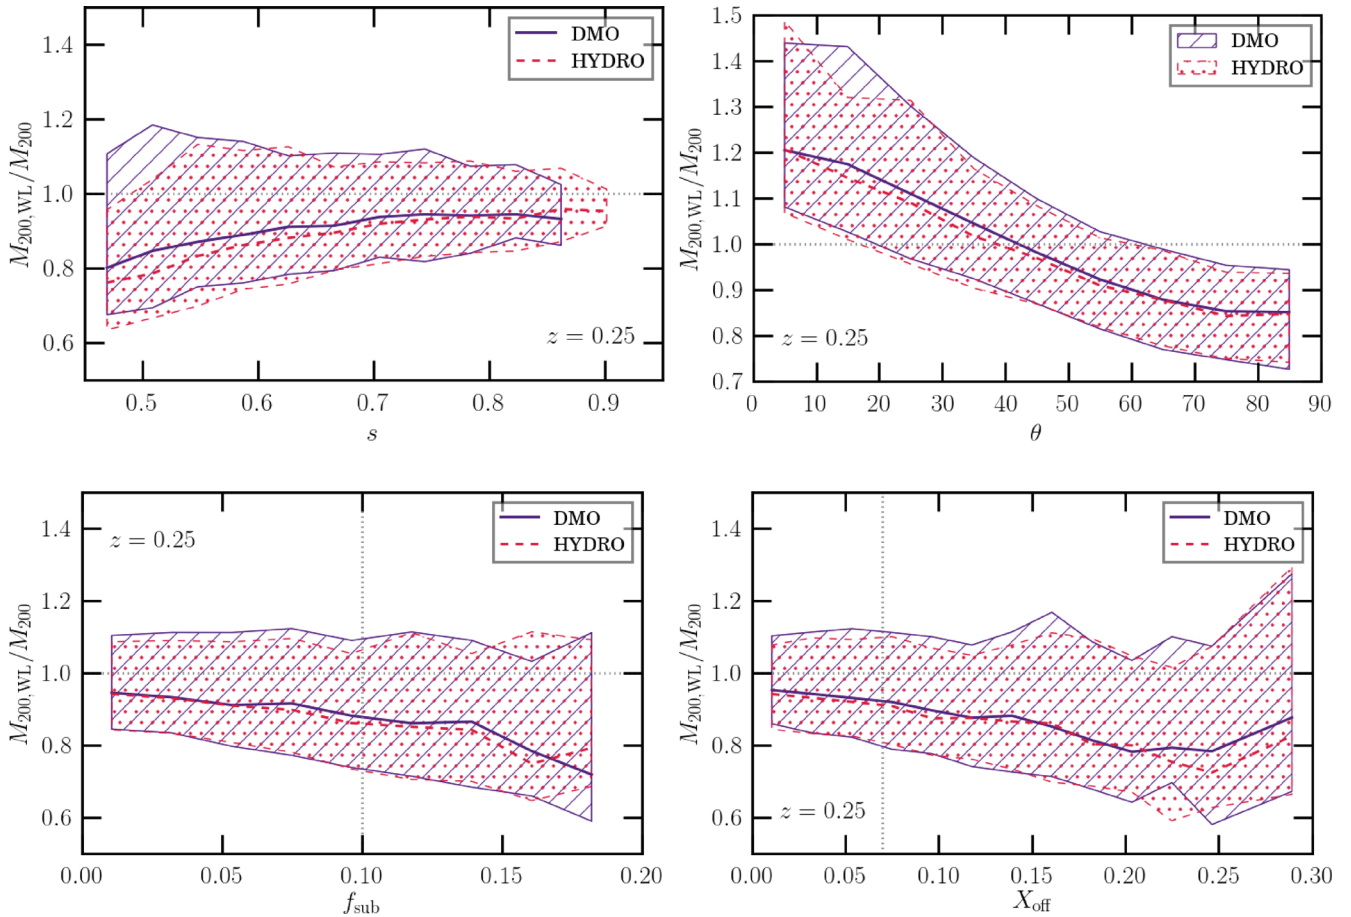 1.4
1.2
1.0
0.8
0.6
M200,WL/M200
DMO
HYDRO
z = 0.25
0.5 0.6 0.7 0.8 0.9
s
1.5
1.4
1.3
1.2
1.1
1.0
0.9
0.8
0.7
M200,WL/M200
DMO
HYDRO
z = 0.25
0 10 20 30 40 50 60 70 80 90
θ
1.4
1.2
1.0
0.8
0.6
M200,WL/M200
z = 0.25
DMO
HYDRO
0.00 0.05 0.10 0.15 0.20
fsub
1.4
1.2
1.0
0.8
0.6
M200,WL/M200
DMO
HYDRO
z = 0.25
0.00 0.05 0.10 0.15 0.20 0.25 0.30
Xoff